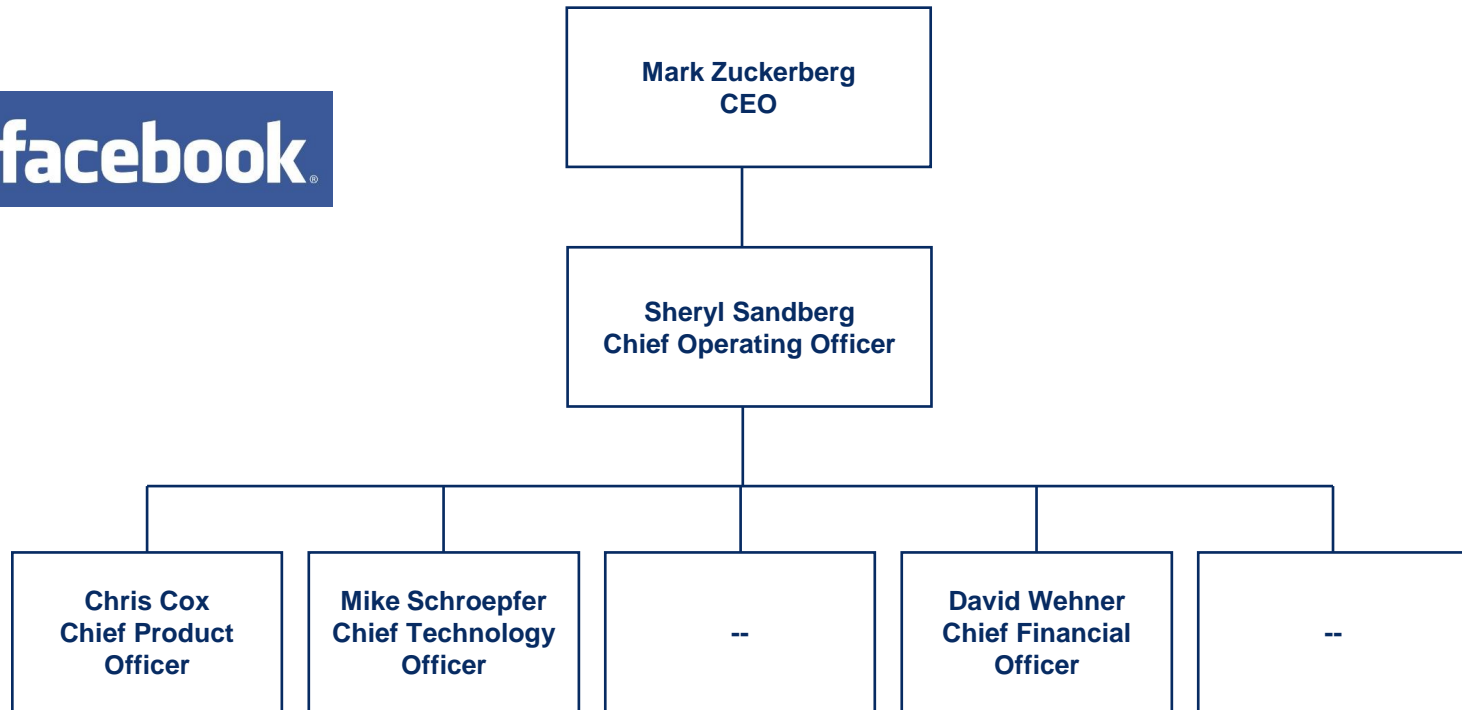 Mark Zuckerberg
CEO
facebook®
Sheryl Sandberg
Chief Operating Officer
Chris Cox
Chief Product
Officer
Mike Schroepfer
Chief Technology
Officer
--
David Wehner
Chief Financial
Officer
--